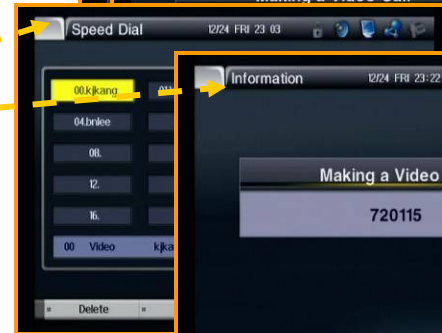 Making a Video Call
Speed Dial 12/24 FRI 23 03
00.kjkang
04.bnlee
08.
12.
16.
00 Video kjka
Delete
Information 12/24 FRI 23:22
Making a Video
720115